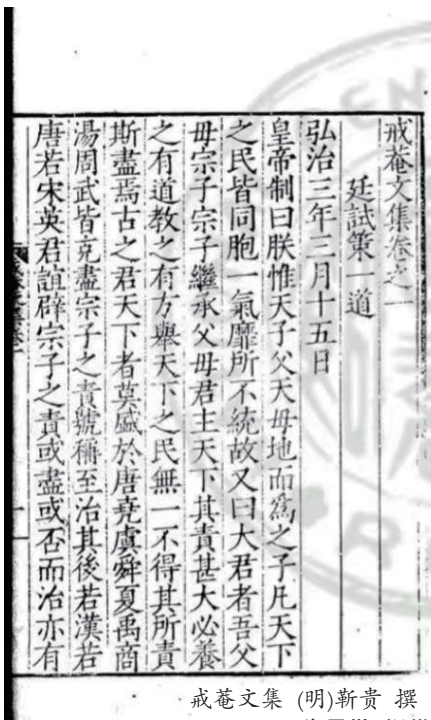 戒菴文集卷之一
廷試策一道
弘治三年三月十五日
皇帝制曰朕惟天子父天母地而為之子凡天下
之民皆同胞一氣靡所不統故又曰大君者吾父
母宗子宗子繼承父母君主天下其責甚大必養
之有道教之有方舉天下之民無一不得其所責
斯盡焉古之君天下者莫盛於唐堯虞舜夏禹商
湯周武皆克盡宗子之責號稱至治其後若漢若
唐若宋英君誼辟宗子之責或盡或否而治亦有
戒菴文集 (明)靳贵 撰